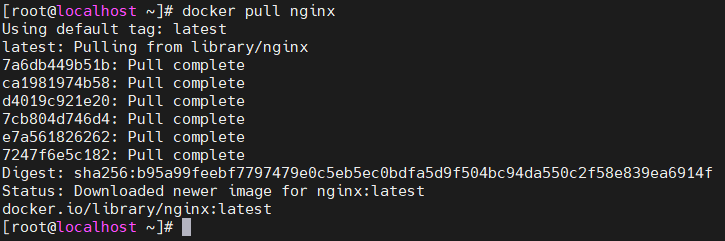 [root@localhost ~]# docker pull nginx
Using default tag: latest
latest: Pulling from library/nginx
7a6db449b51b: Pull complete
ca1981974b58: Pull complete
d4019c921e20: Pull complete
7cb804d746d4: Pull complete
e7a561826262: Pull complete
7247f6e5c182: Pull complete
Digest: sha256:b95a99feebf7797479e0c5eb5ec0bdfa5d9f504bc94da550c2f58e839ea6914f
Status: Downloaded newer image for nginx:latest
docker.io/library/nginx:latest
[root@localhost ~]#